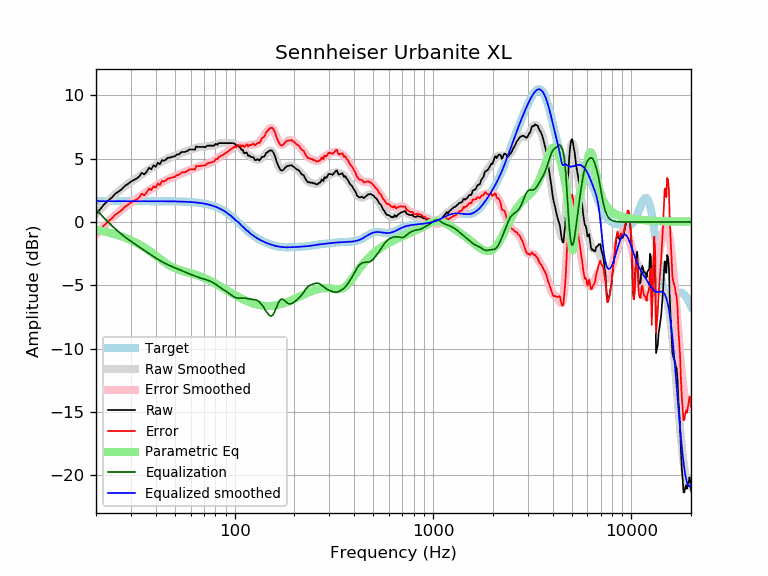 Sennheiser Urbanite XL
Amplitude (dBr)
10
5
0
−5
−10
−15
−20
Target
Raw Smoothed
Error Smoothed
Raw
Error
Parametric Eq
Equalization
Equalized smoothed
100
1000
10000
Frequency (Hz)